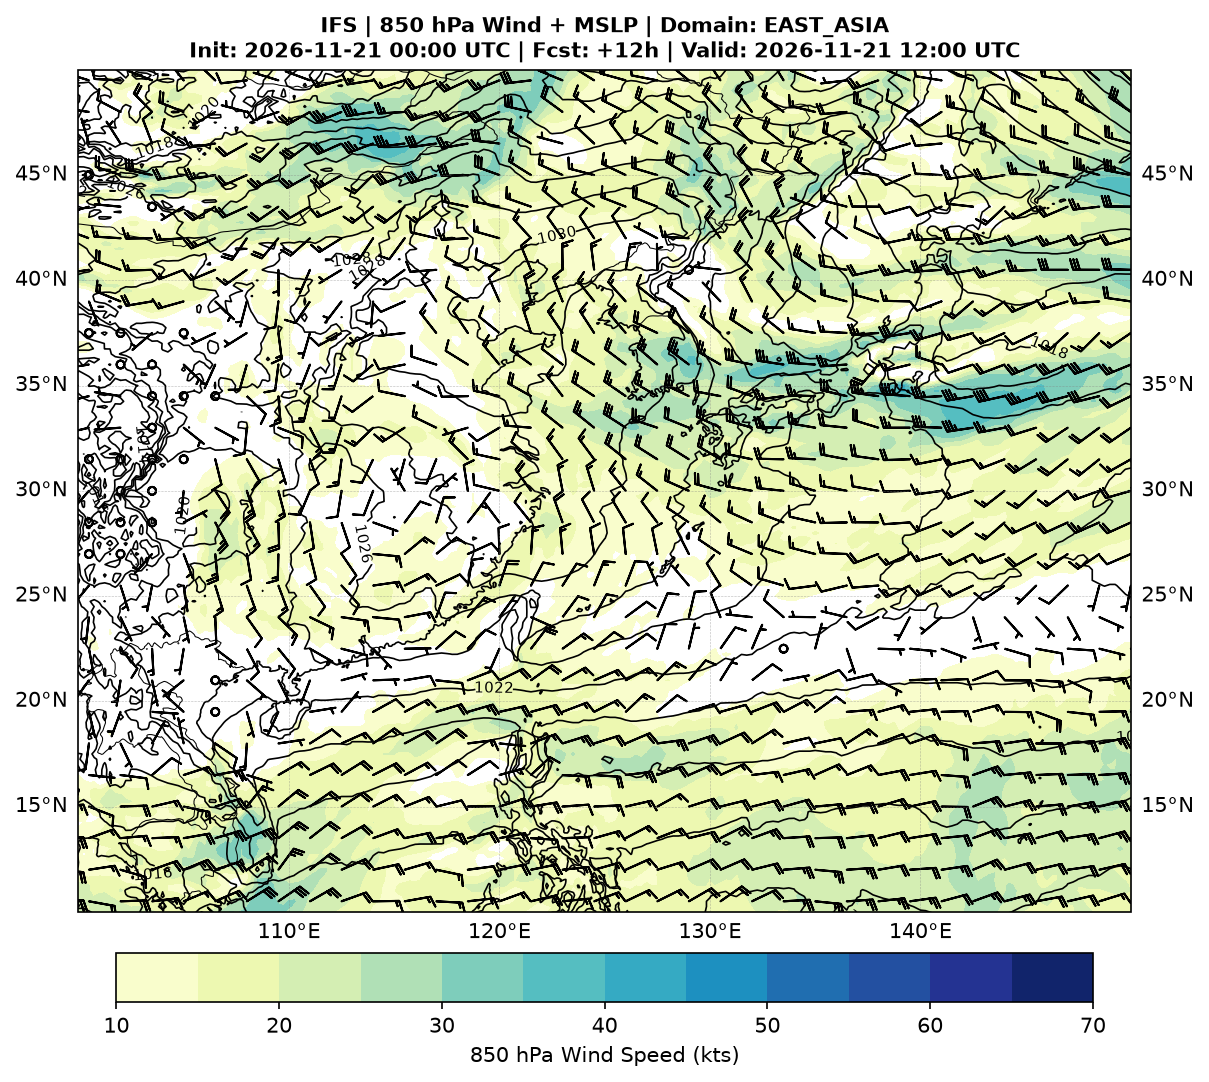 IFS | 850 hPa Wind + MSLP | Domain: EAST_ASIA
Init: 2026-11-21 00:00 UTC | Fcst: +12h | Valid: 2026-11-21 12:00 UTC
1020
1018
1030
1028
1028
1018
1020
1026
1022
1016
45°N
40°N
35°N
30°N
25°N
20°N
15°N
45°N
40°N
35°N
30°N
25°N
20°N
15°N
110°E
120°E
130°E
140°E
10
20
30
40
50
60
70
850 hPa Wind Speed (kts)